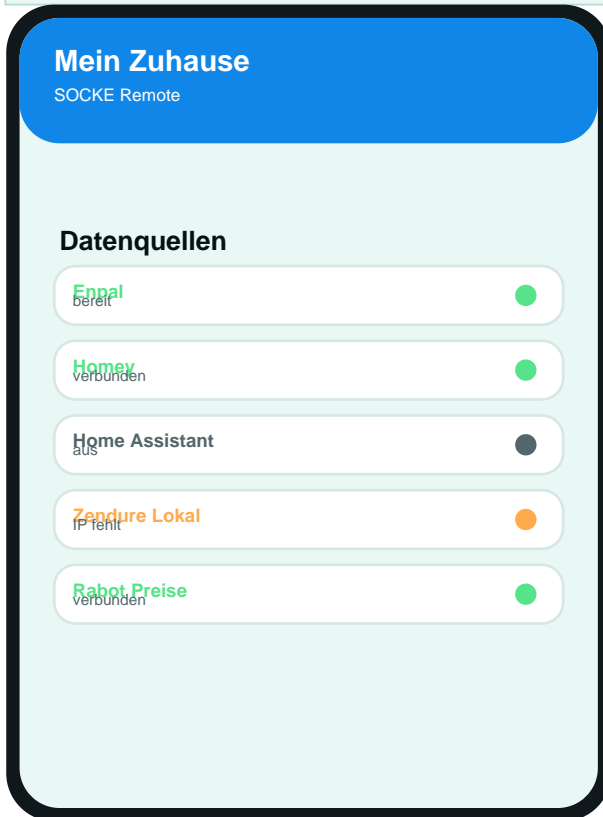 Mein Zuhause
SOCKE Remote
Datenquellen
Enpal
bereit
Homey
verbunden
Home Assistant
aus
Zendure Lokal
IP fehlt
Rabot Preise
verbunden